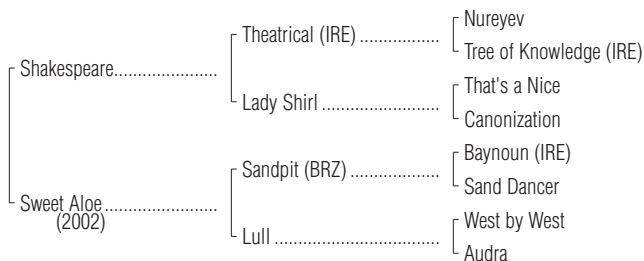 Nureyev
Theatrical (IRE)
Tree of Knowledge (IRE)
Shakespeare
That's a Nice
Lady Shirl
Canonization
Baynoun (IRE)
Sandpit (BRZ)
Sand Dancer
Sweet Aloe
(2002)
West by West
Lull
Audra